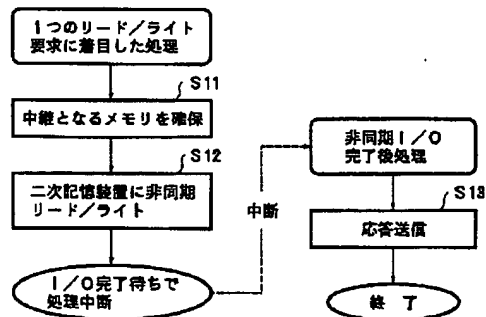 1つのリード/ライト
要求に着目した処理
S11
中継となるメモリを確保
S12
二次記憶装置に非同期
リード/ライト
I/O完了待ちで
処理中断
中断
非同期I/O
完了後処理
S13
応答送信
終 了